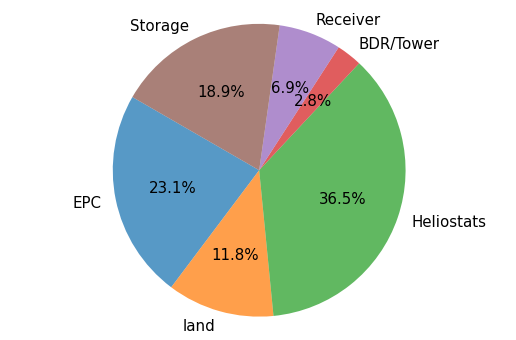 Receiver
Storage
BDR/Tower
6.9%
18.9%
2.8%
23.1%
36.5%
EPC
Heliostats
11.8%
land